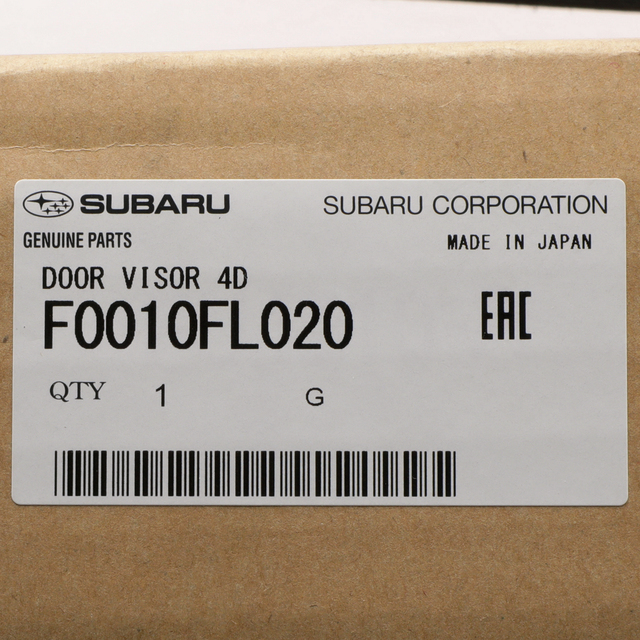 SUBARU SUBARU CORPORATION
GENUINE PARTS MADE IN JAPAN
DOOR VISOR 4D
F0010FL020 EAC
QTY 1 G